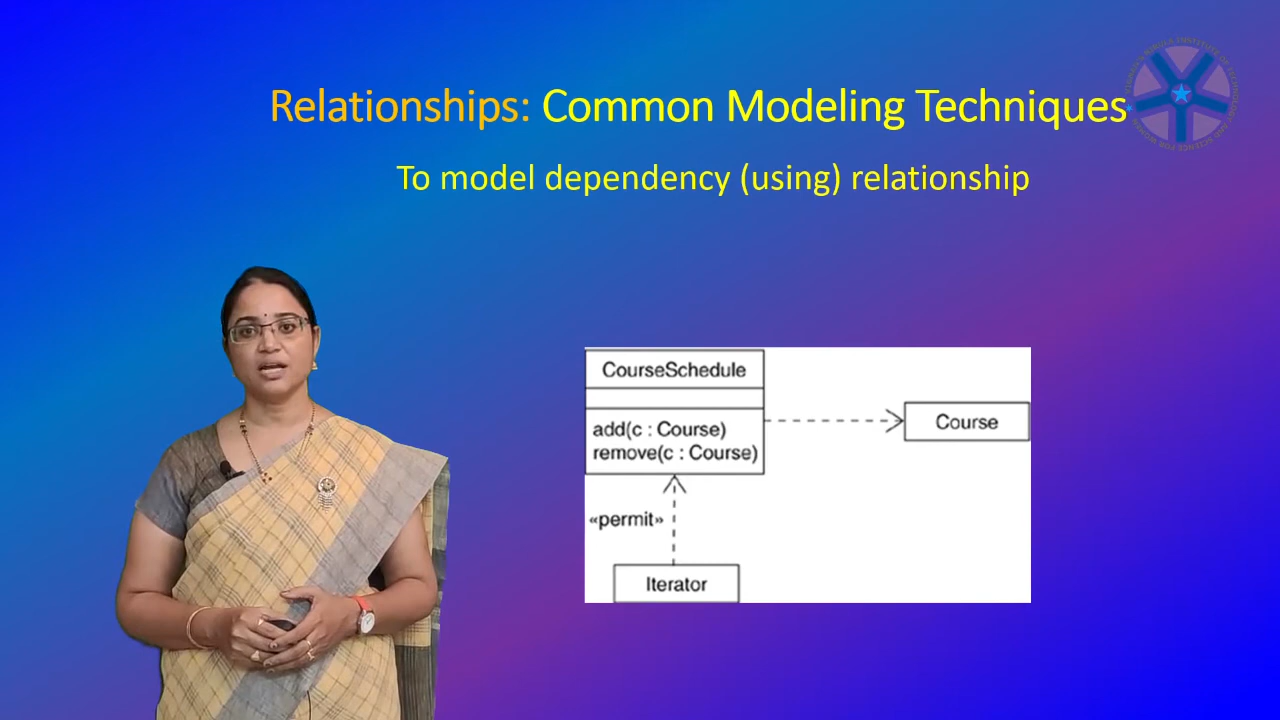 Relationships: Common Modeling Techniques
To model dependency (using) relationship
CourseSchedule
add(c : Course)
remove(c : Course)
Course
«permit»
Iterator